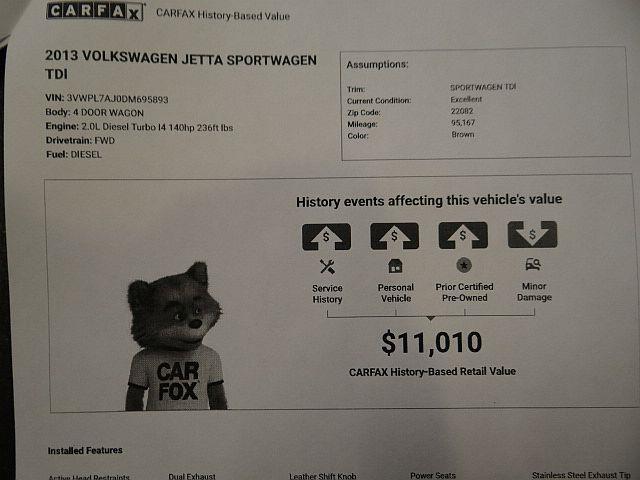 CARFAX CARFAX History-Based Value
2013 VOLKSWAGEN JETTA SPORTWAGEN
TDI
VIN: 3VWPL7AJ0DM695893
Body: 4 DOOR WAGON
Engine: 2.0L Diesel Turbo I4 140hp 236ft lbs
Drivetrain: FWD
Fuel: DIESEL
Assumptions:
Trim: SPORTWAGEN TDI
Current Condition: Excellent
Zip Code: 22082
Mileage: 95,167
Color: Brown
History events affecting this vehicle's value
$ $ $ $
Service History
Personal Vehicle
Prior Certified Pre-Owned
Minor Damage
$11,010
CARFAX History-Based Retail Value
CAR
FOX
Installed Features
Active Head Restraints Dual Exhaust Leather Shift Knob Power Seats Stainless Steel Exhaust Tip